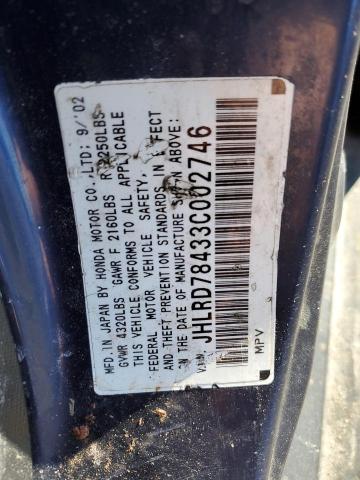 MFD. IN JAPAN BY HONDA MOTOR CO.,LTD: 9/'02
GVWR 4320LBS GAWR F 2160LBS R 2250LBS
THIS VEHICLE CONFORMS TO ALL APPLICABLE
FEDERAL MOTOR VEHICLE SAFETY,
AND THEFT PREVENTION STANDARDS IN EFFECT
ON THE DATE OF MANUFACTURE SHOWN ABOVE:
V.I.N. JHLRD78433C002746
MPV